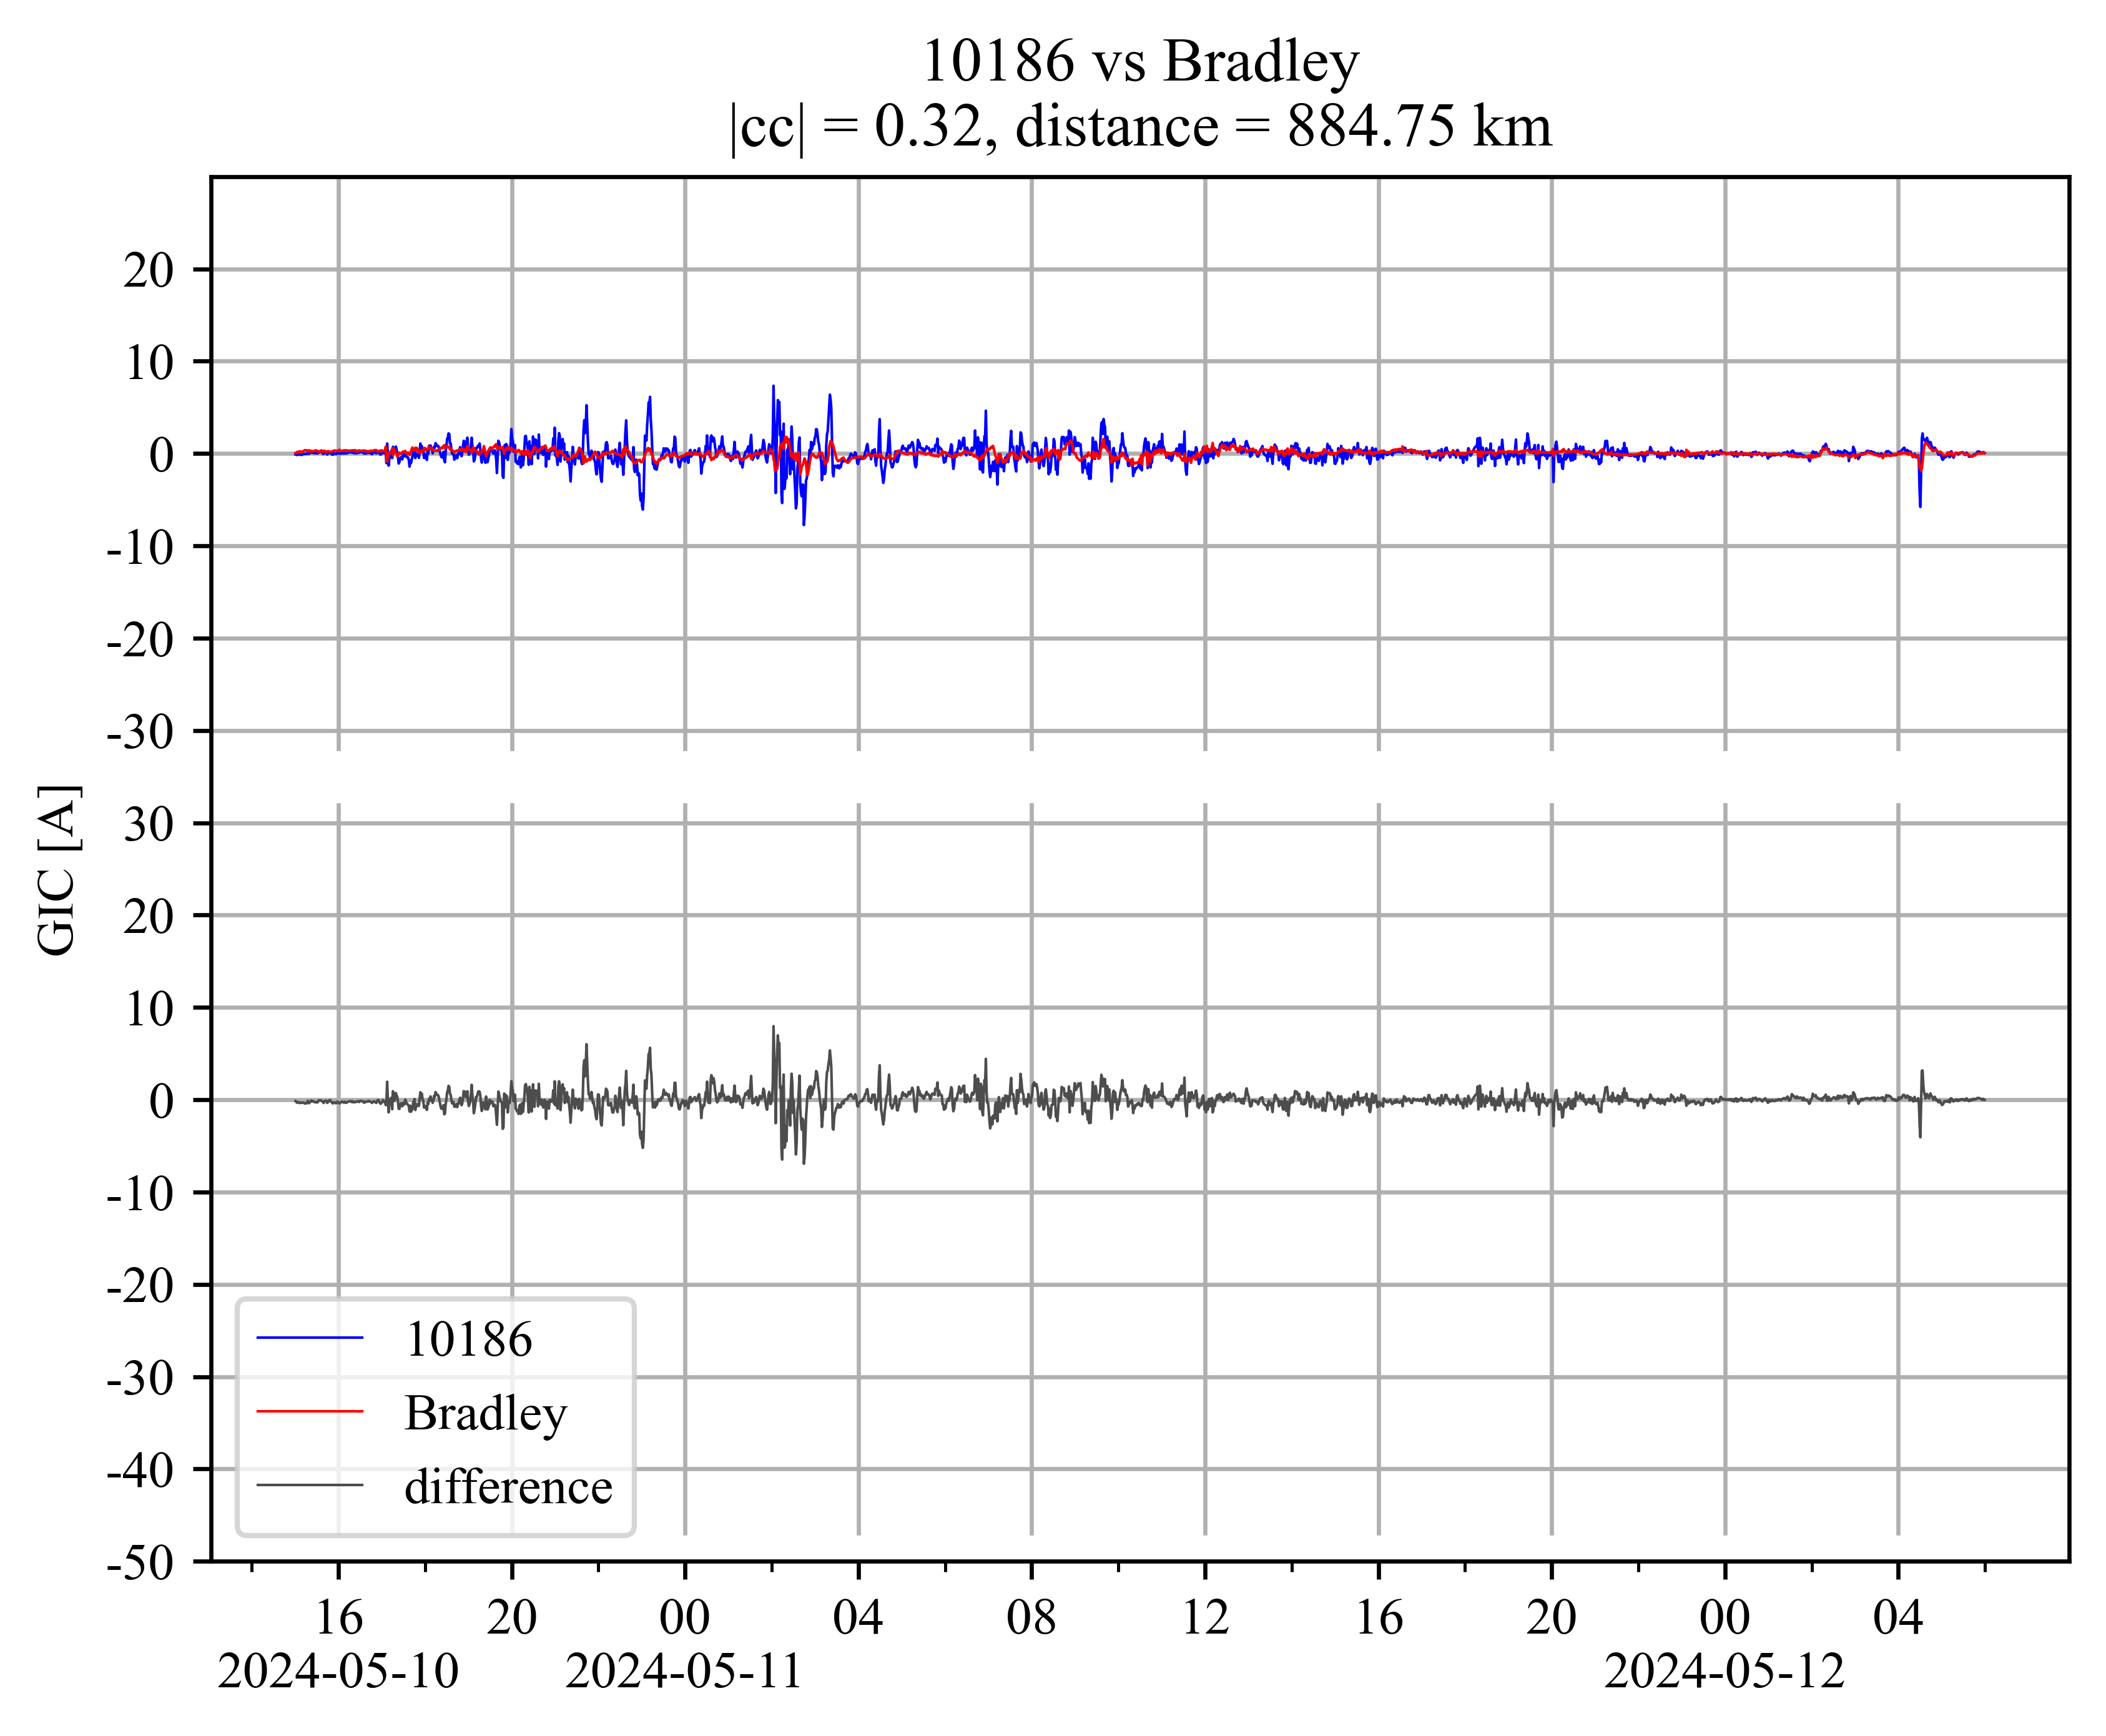 10186 vs Bradley
|cc| = 0.32, distance = 884.75 km
GIC [A]
20
10
0
-10
-20
-30
30
20
10
0
-10
-20
-30
-40
-50
10186
Bradley
difference
16 20 00 04 08 12 16 20 00 04
2024-05-10 2024-05-11 2024-05-12